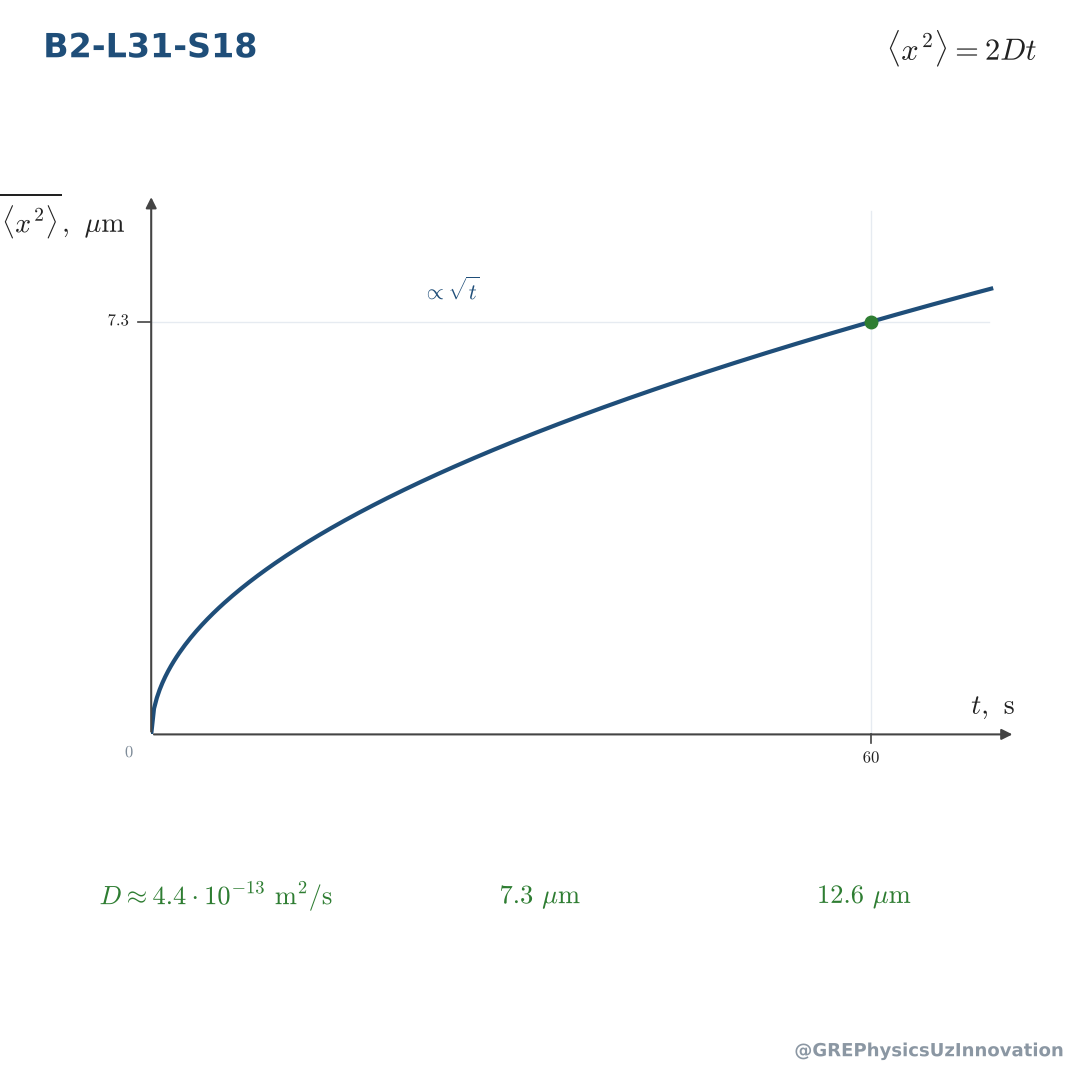 B2-L31-S18
⟨x²⟩ = 2Dt
⟨x²⟩, μm
∝ √t
7.3
t, s
0
60
D ≈ 4.4 · 10⁻¹³ m²/s
7.3 μm
12.6 μm
@GREPhysicsUzInnovation